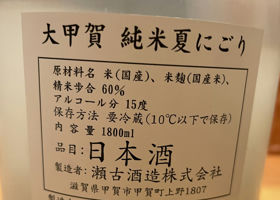 大甲賀 純米夏にごり
原材料名 米(国産)、米麹(国産米)、
精米歩合 60%
アルコール分 15度
保存方法 要冷蔵(10℃以下で保存)
内 容 量 1800ml
品目: 日本酒
製造者: 瀬古酒造株式会社
滋賀県甲賀市甲賀町上野1807